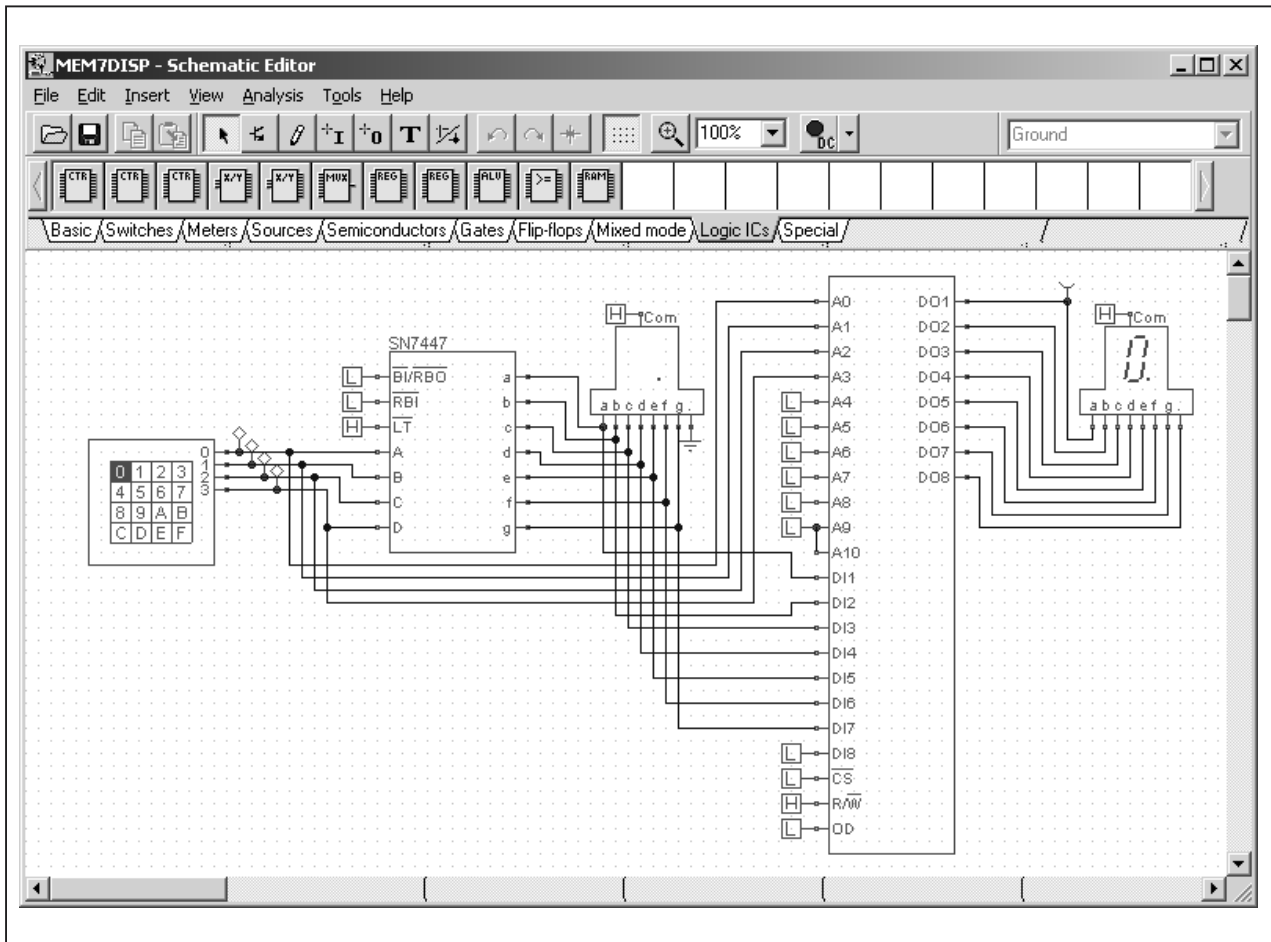 MEM7DISP - Schematic Editor
File Edit Insert View Analysis Tools Help
I 0 T 100% DC Ground
CTR CTR CTR X/Y X/Y MUX REG REG ALU >= RAM
Basic Switches Meters Sources Semiconductors Gates Flip-flops Mixed mode Logic ICs Special
SN7447
L BI/RBO a
L RBI b
H LT c
A d
B e
C f
D g
0 1 2 3
4 5 6 7
8 9 A B
C D E F
0
1
2
3
H Com
.
a b c d e f g .
A0 DO1
A1 DO2
A2 DO3
A3 DO4
L A4 DO5
L A5 DO6
L A6 DO7
L A7 DO8
L A8
L A9
A10
DI1
DI2
DI3
DI4
DI5
DI6
DI7
L DI8
L CS
H R/W
L OD
H Com
0.
a b c d e f g .